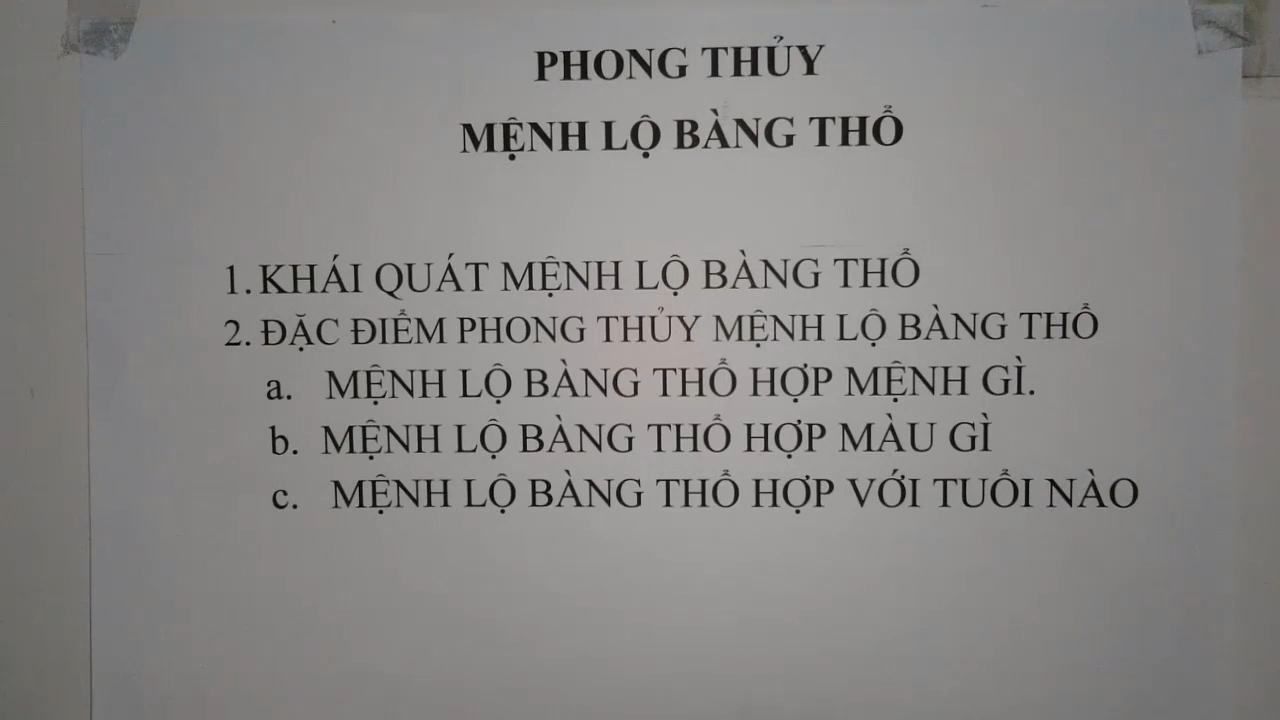 PHONG THỦY
MỆNH LỘ BÀNG THỔ
1. KHÁI QUÁT MỆNH LỘ BÀNG THỔ
2. ĐẶC ĐIỂM PHONG THỦY MỆNH LỘ BÀNG THỔ
a. MỆNH LỘ BÀNG THỔ HỢP MỆNH GÌ.
b. MỆNH LỘ BÀNG THỔ HỢP MÀU GÌ
c. MỆNH LỘ BÀNG THỔ HỢP VỚI TUỔI NÀO